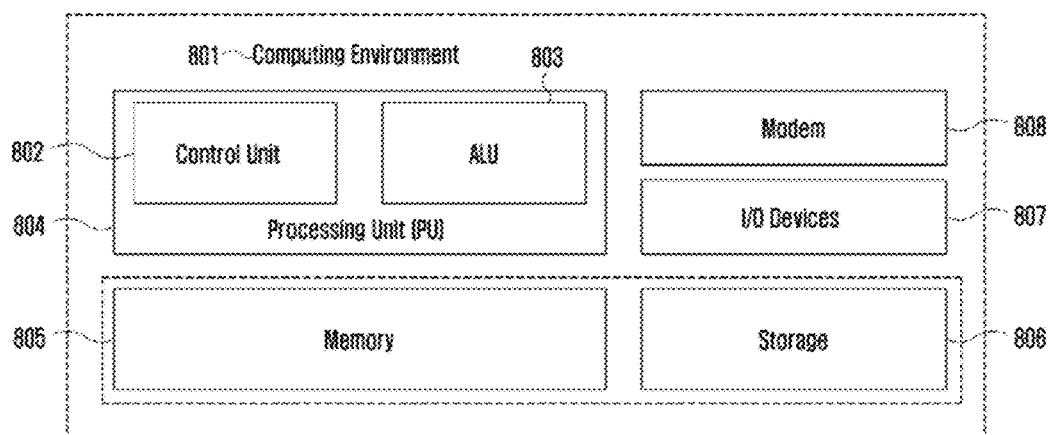 801 Computing Environment
803
802
Control Unit
ALU
Modem
808
804
Processing Unit (PU)
I/O Devices
807
805
Memory
Storage
806